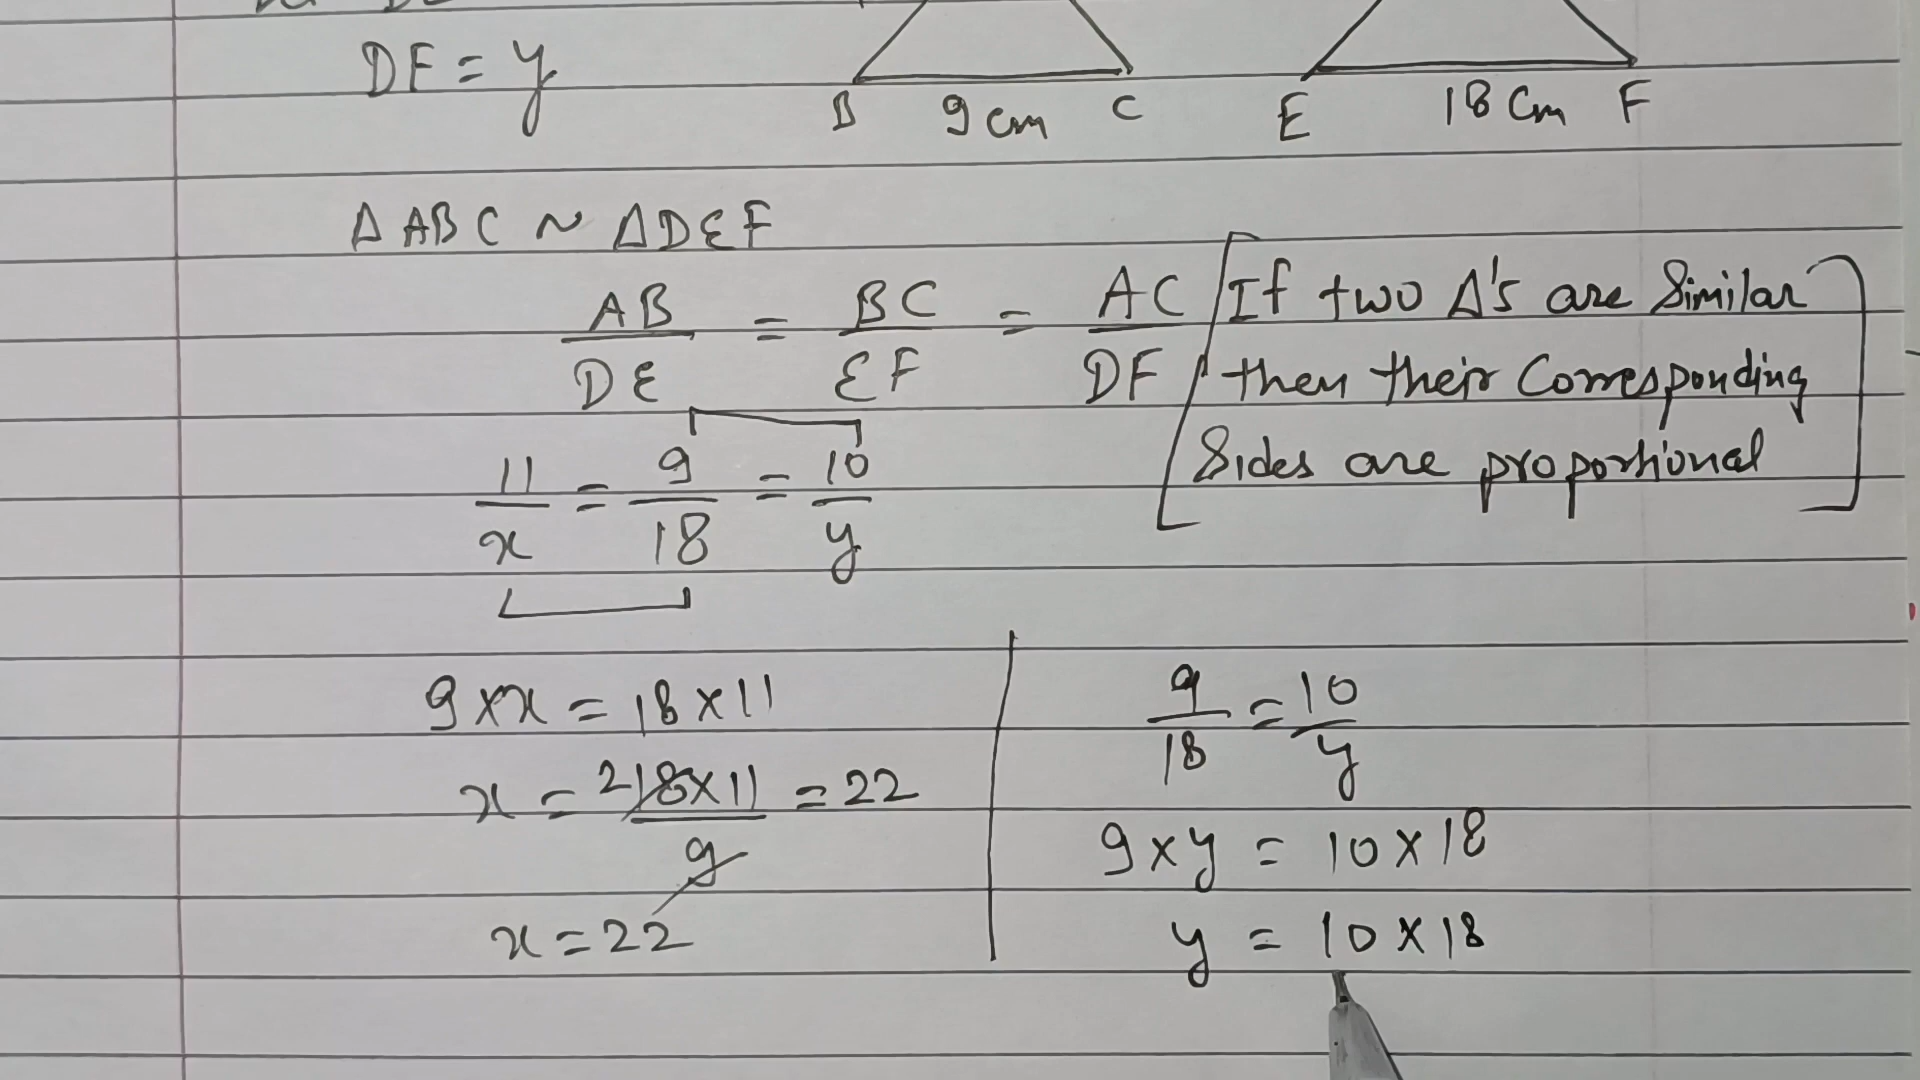 DF = y
B 9 cm C
E 18 Cm F
Δ ABC ~ ΔDEF
AB/DE = BC/EF = AC/DF
[If two Δ's are Similar
then their Corresponding
Sides are proportional]
11/x = 9/18 = 10/y
9 × x = 18 × 11
x = 2 18×11/9 = 22
x = 22
9/18 = 10/y
9 × y = 10 × 18
y = 10 × 18